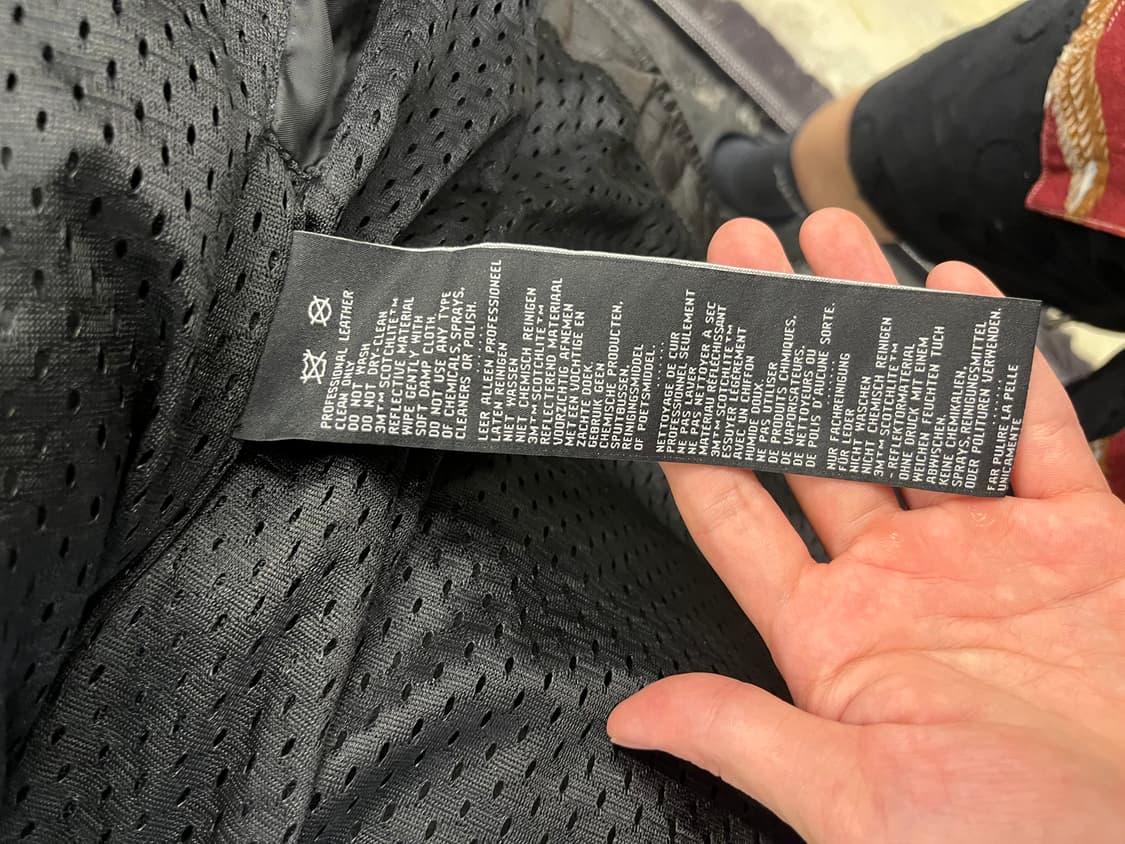 PROFESSIONAL LEATHER
CLEAN ONLY
DO NOT WASH
DO NOT DRY-CLEAN
3M™ SCOTCHLITE™
REFLECTIVE MATERIAL
WIPE GENTLY WITH
SOFT DAMP CLOTH.
DO NOT USE ANY TYPE
OF CHEMICALS, SPRAYS,
CLEANERS OR POLISH.
.....
LEER ALLEEN PROFESSIONEEL
LATEN REINIGEN
NIET WASSEN
NIET CHEMISCH REINIGEN
3M™ SCOTCHLITE™
REFLECTEREND MATERIAAL
VOORZICHTIG AFNEMEN
MET EEN VOCHTIGE EN
ZACHTE DOEK.
GEBRUIK GEEN
CHEMISCHE PRODUCTEN,
SPUITBUSSEN,
REINIGINGSMIDDEL
OF POETSMIDDEL.
.....
NETTOYAGE DE CUIR
PROFESSIONNEL SEULEMENT
NE PAS LAVER
NE PAS NETTOYER A SEC
MATERIAU REFLECHISSANT
3M™ SCOTCHLITE™
ESSUYER LEGEREMENT
AVEC UN CHIFFON
HUMIDE DOUX.
NE PAS UTILISER
DE PRODUITS CHIMIQUES,
DE VAPORISATEURS,
DE NETTOYEURS OU
DE POLIS D'AUCUNE SORTE.
.....
NUR FACHREINIGUNG
FÜR LEDER
NICHT WASCHEN
NICHT CHEMISCH REINIGEN
3M™ SCOTCHLITE™
- REFLEKTORMATERIAL
OHNE DRUCK MIT EINEM
WEICHEN FEUCHTEN TUCH
ABWISCHEN.
KEINE CHEMIKALIEN,
SPRAYS, REINIGUNGSMITTEL
ODER POLITUREN VERWENDEN.
.....
FAR PULIRE LA PELLE
UNICAMENTE